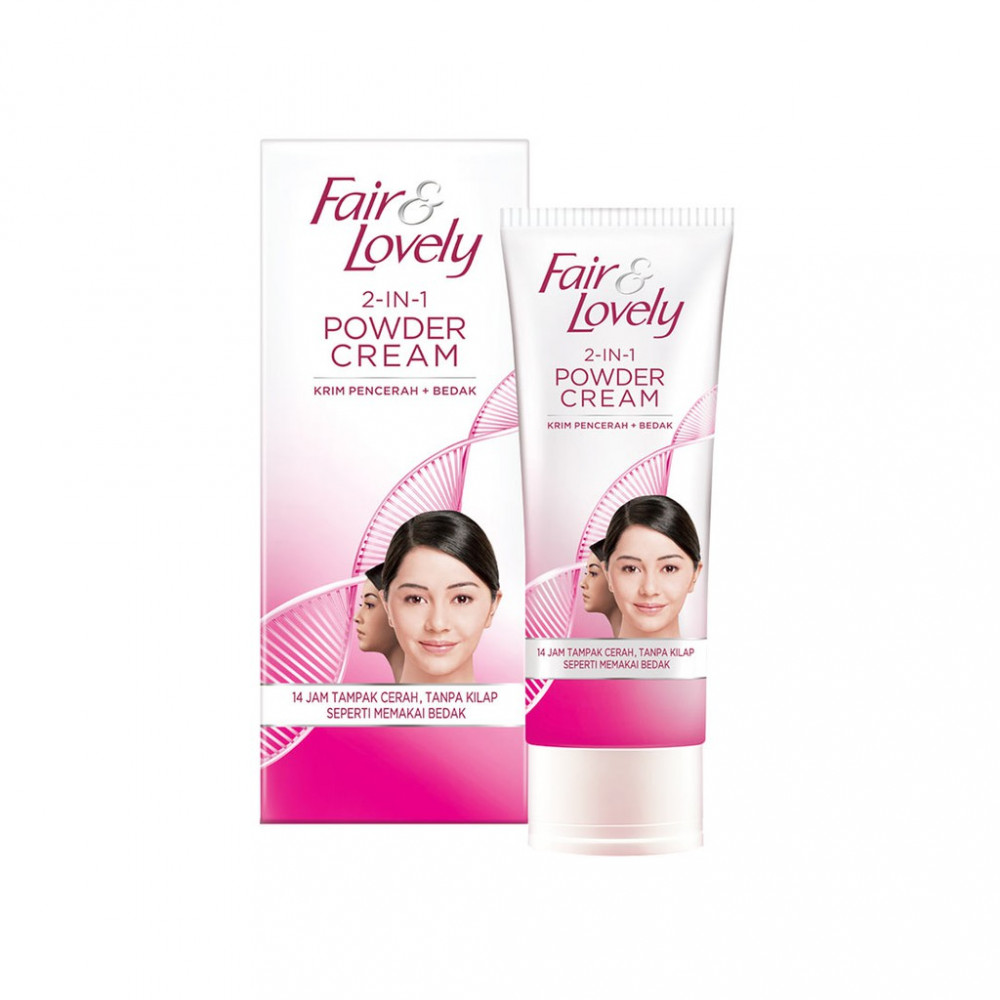 Fair &
Lovely
2-IN-1
POWDER
CREAM
KRIM PENCERAH + BEDAK
14 JAM TAMPAK CERAH, TANPA KILAP
SEPERTI MEMAKAI BEDAK
Fair &
Lovely
2-IN-1
POWDER
CREAM
KRIM PENCERAH + BEDAK
14 JAM TAMPAK CERAH, TANPA KILAP
SEPERTI MEMAKAI BEDAK